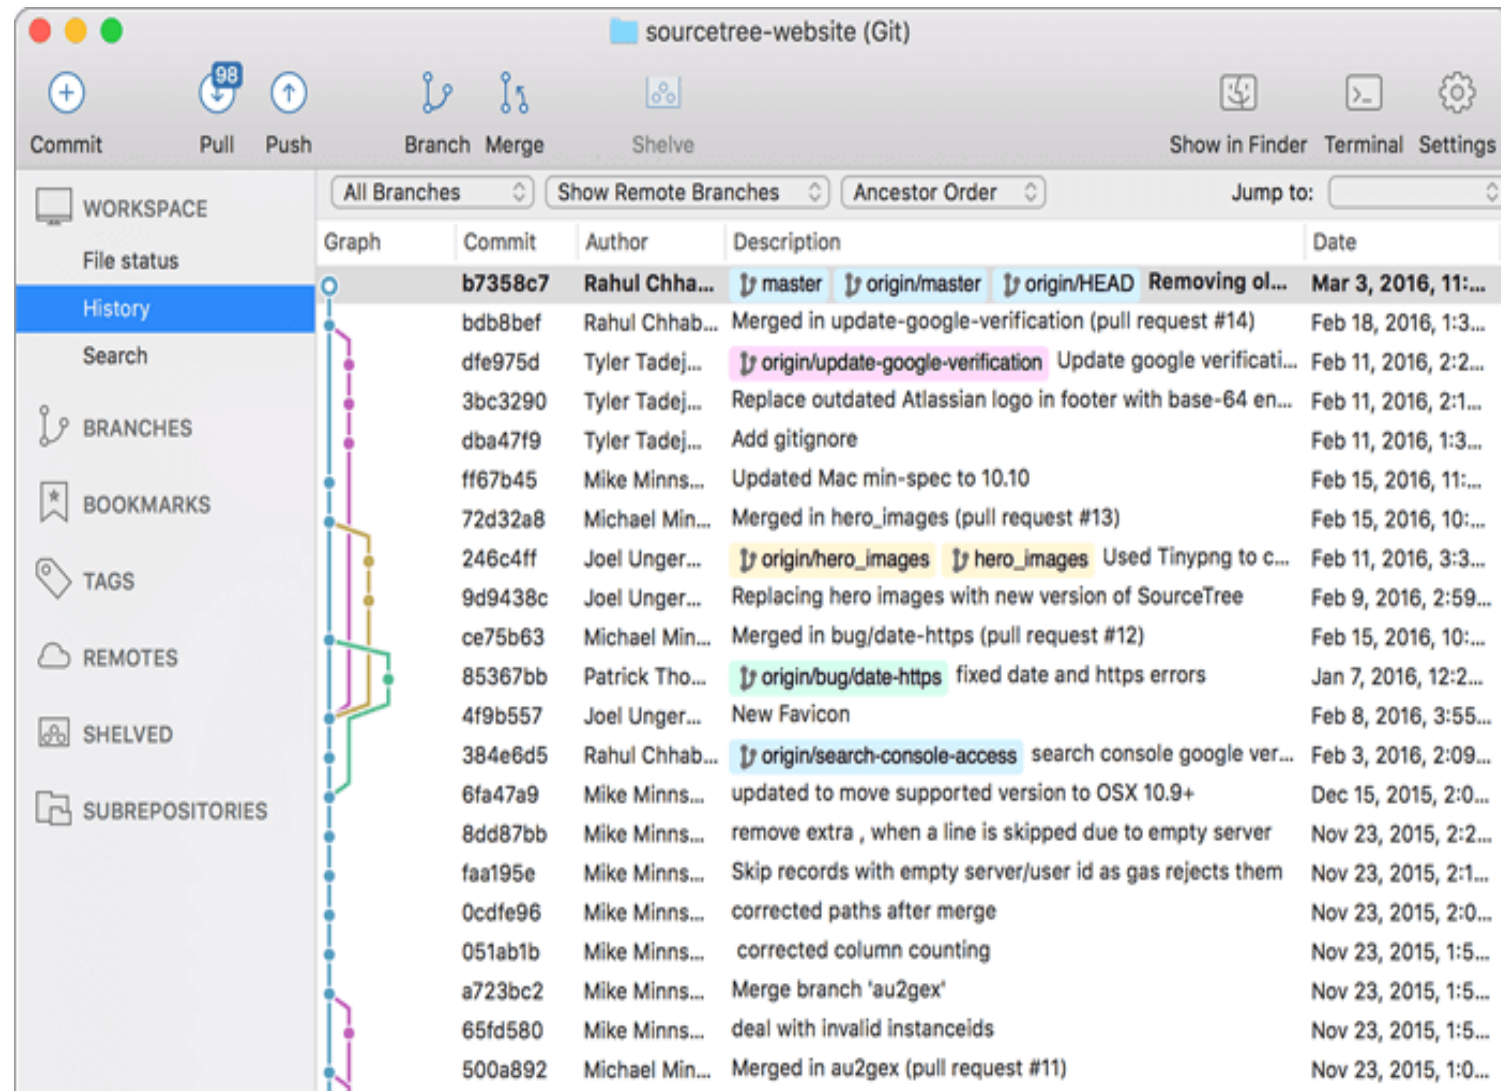 sourcetree-website (Git)
98
Commit Pull Push Branch Merge Shelve Show in Finder Terminal Settings
WORKSPACE
File status
History
Search
BRANCHES
BOOKMARKS
TAGS
REMOTES
SHELVED
SUBREPOSITORIES
All Branches Show Remote Branches Ancestor Order Jump to:
Graph Commit Author Description Date
b7358c7 Rahul Chha... master origin/master origin/HEAD Removing ol... Mar 3, 2016, 11:...
bdb8bef Rahul Chhab... Merged in update-google-verification (pull request #14) Feb 18, 2016, 1:3...
dfe975d Tyler Tadej... origin/update-google-verification Update google verificati... Feb 11, 2016, 2:2...
3bc3290 Tyler Tadej... Replace outdated Atlassian logo in footer with base-64 en... Feb 11, 2016, 2:1...
dba47f9 Tyler Tadej... Add gitignore Feb 11, 2016, 1:3...
ff67b45 Mike Minns... Updated Mac min-spec to 10.10 Feb 15, 2016, 11:...
72d32a8 Michael Min... Merged in hero_images (pull request #13) Feb 15, 2016, 10:...
246c4ff Joel Unger... origin/hero_images hero_images Used Tinypng to c... Feb 11, 2016, 3:3...
9d9438c Joel Unger... Replacing hero images with new version of SourceTree Feb 9, 2016, 2:59...
ce75b63 Michael Min... Merged in bug/date-https (pull request #12) Feb 15, 2016, 10:...
85367bb Patrick Tho... origin/bug/date-https fixed date and https errors Jan 7, 2016, 12:2...
4f9b557 Joel Unger... New Favicon Feb 8, 2016, 3:55...
384e6d5 Rahul Chhab... origin/search-console-access search console google ver... Feb 3, 2016, 2:09...
6fa47a9 Mike Minns... updated to move supported version to OSX 10.9+ Dec 15, 2015, 2:0...
8dd87bb Mike Minns... remove extra , when a line is skipped due to empty server Nov 23, 2015, 2:2...
faa195e Mike Minns... Skip records with empty server/user id as gas rejects them Nov 23, 2015, 2:1...
0cdfe96 Mike Minns... corrected paths after merge Nov 23, 2015, 2:0...
051ab1b Mike Minns... corrected column counting Nov 23, 2015, 1:5...
a723bc2 Mike Minns... Merge branch 'au2gex' Nov 23, 2015, 1:5...
65fd580 Mike Minns... deal with invalid instanceids Nov 23, 2015, 1:5...
500a892 Michael Min... Merged in au2gex (pull request #11) Nov 23, 2015, 1:0...